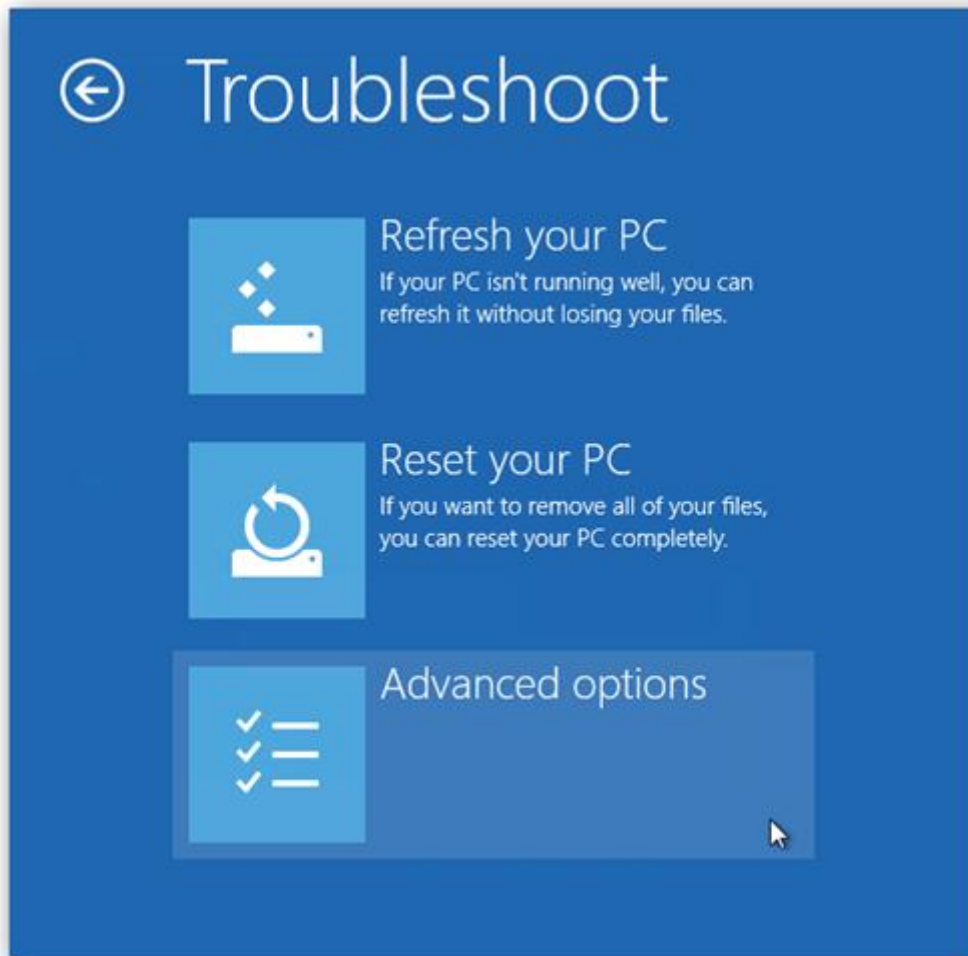 Troubleshoot
Refresh your PC
If your PC isn't running well, you can
refresh it without losing your files.
Reset your PC
If you want to remove all of your files,
you can reset your PC completely.
Advanced options